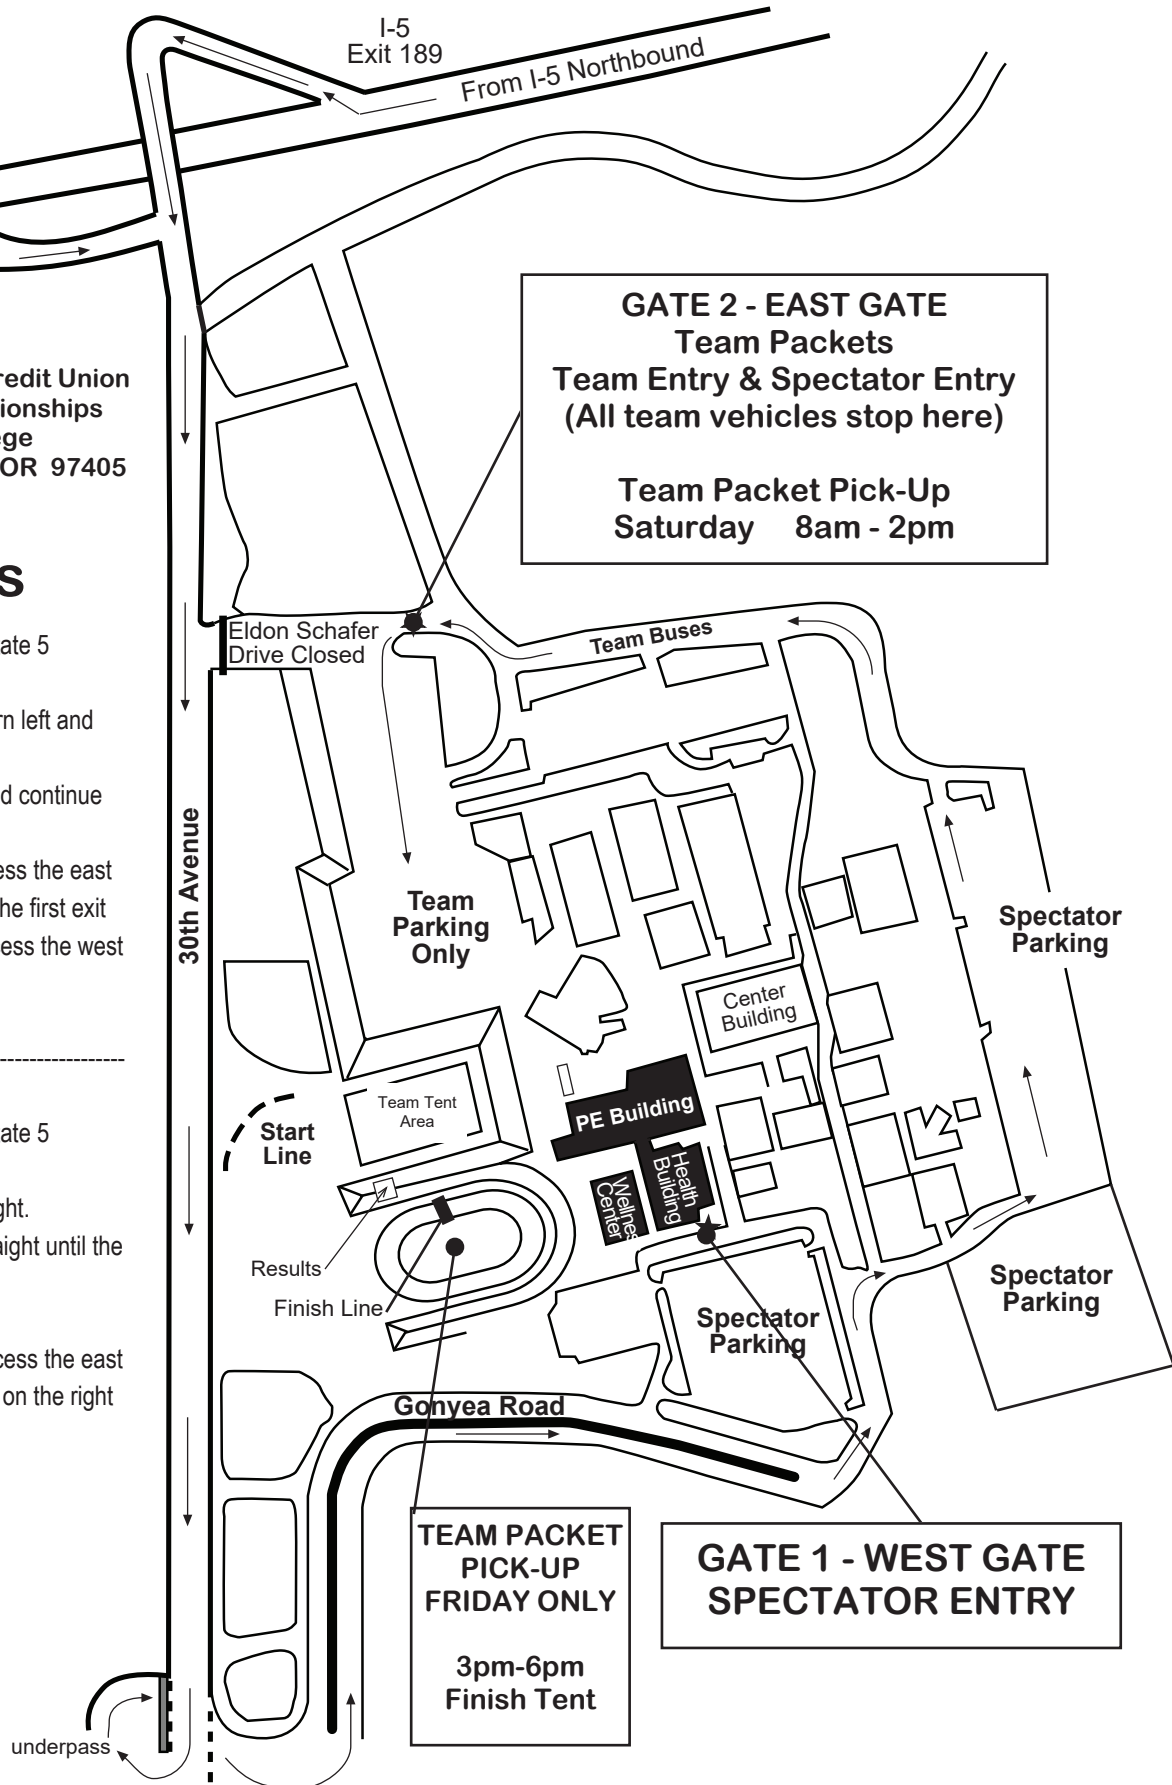 I-5
Exit 189
From I-5 Northbound
GATE 2 - EAST GATE
Team Packets
Team Entry & Spectator Entry
(All team vehicles stop here)
Team Packet Pick-Up
Saturday 8am - 2pm
redit Union
ionships
ege
OR 97405
S
ate 5
rn left and
d continue
ess the east
he first exit
ess the west
------------------
ate 5
ght.
aight until the
cess the east
on the right
Eldon Schafer
Drive Closed
Team Buses
30th Avenue
Team
Parking
Only
Spectator
Parking
Center
Building
PE Building
Team Tent
Area
Start
Line
Health
Building
Wellnes
Center
Results
Finish Line
Spectator
Parking
Spectator
Parking
Gonyea Road
TEAM PACKET
PICK-UP
FRIDAY ONLY
3pm-6pm
Finish Tent
GATE 1 - WEST GATE
SPECTATOR ENTRY
underpass